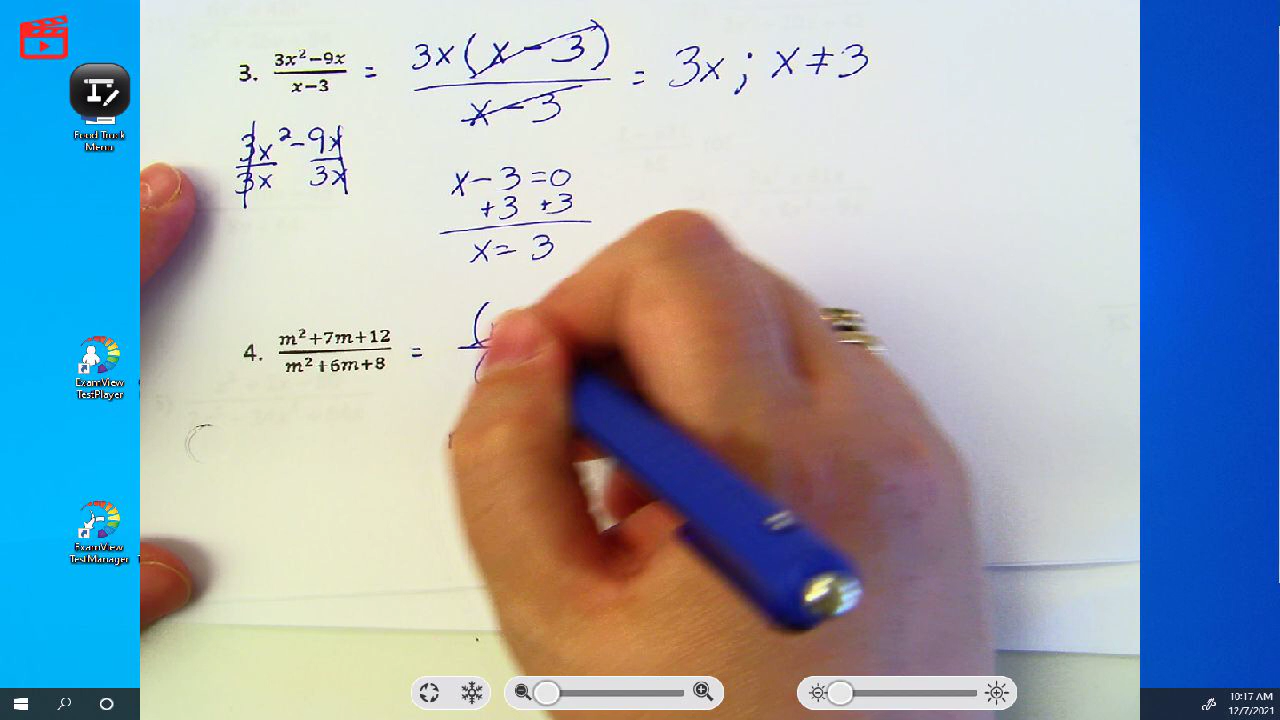 3. 3x²-9x / x-3 = 3x(x-3) / x-3 = 3x ; x≠3
3x² - 9x
3x 3x
x-3=0
+3 +3
x= 3
4. m²+7m+12 / m²+6m+8 = (
(
Food Truck
Menu
ExamView
TestPlayer
ExamView
TestManager
10:17 AM
12/7/2021